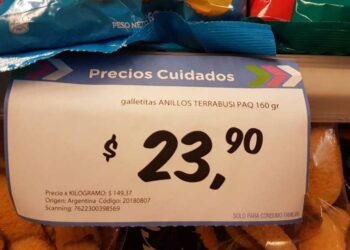 PESO NETO
Precios Cuidados
galletitas ANILLOS TERRABUSI PAQ 160 gr
$ 23,90
Precio x KILOGRAMO: $ 149,37
Origen: Argentina Código: 20180807
Scanning: 7622300398569
SOLO PARA CONSUMO FAMILIAR